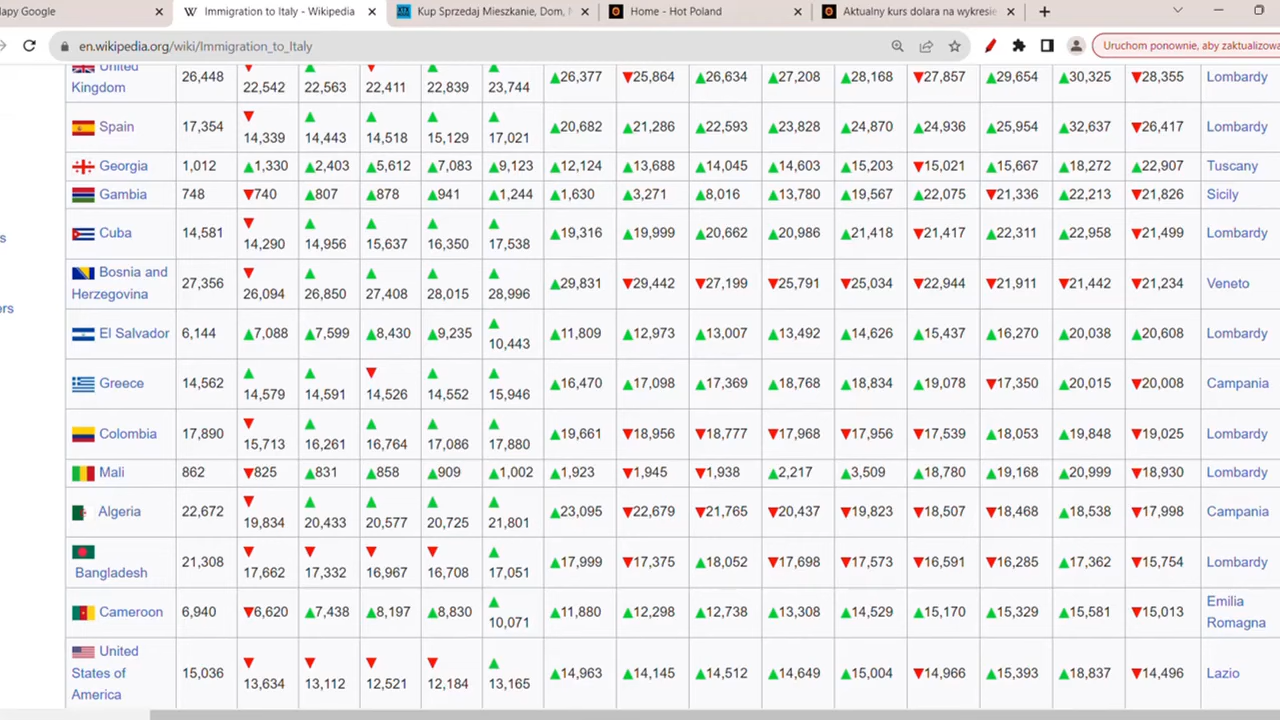 apy Google
Immigration to Italy - Wikipedia
Kup Sprzedaj Mieszkanie, Dom,
Home - Hot Poland
Aktualny kurs dolara na wykresie
en.wikipedia.org/wiki/Immigration_to_Italy
Uruchom ponownie, aby zaktualizowa
United Kingdom 26,448 ▼22,542 ▲22,563 ▼22,411 ▲22,839 ▲23,744 ▲26,377 ▼25,864 ▲26,634 ▲27,208 ▲28,168 ▼27,857 ▲29,654 ▲30,325 ▼28,355 Lombardy
Spain 17,354 ▼14,339 ▲14,443 ▲14,518 ▲15,129 ▲17,021 ▲20,682 ▲21,286 ▲22,593 ▲23,828 ▲24,870 ▲24,936 ▲25,954 ▲32,637 ▼26,417 Lombardy
Georgia 1,012 ▲1,330 ▲2,403 ▲5,612 ▲7,083 ▲9,123 ▲12,124 ▲13,688 ▲14,045 ▲14,603 ▲15,203 ▼15,021 ▲15,667 ▲18,272 ▲22,907 Tuscany
Gambia 748 ▼740 ▲807 ▲878 ▲941 ▲1,244 ▲1,630 ▲3,271 ▲8,016 ▲13,780 ▲19,567 ▲22,075 ▼21,336 ▲22,213 ▼21,826 Sicily
Cuba 14,581 ▼14,290 ▲14,956 ▲15,637 ▲16,350 ▲17,538 ▲19,316 ▲19,999 ▲20,662 ▲20,986 ▲21,418 ▼21,417 ▲22,311 ▲22,958 ▼21,499 Lombardy
s
Bosnia and Herzegovina 27,356 ▼26,094 ▲26,850 ▲27,408 ▲28,015 ▲28,996 ▲29,831 ▼29,442 ▼27,199 ▼25,791 ▼25,034 ▼22,944 ▼21,911 ▼21,442 ▼21,234 Veneto
ers
El Salvador 6,144 ▲7,088 ▲7,599 ▲8,430 ▲9,235 ▲10,443 ▲11,809 ▲12,973 ▲13,007 ▲13,492 ▲14,626 ▲15,437 ▲16,270 ▲20,038 ▲20,608 Lombardy
Greece 14,562 ▲14,579 ▲14,591 ▼14,526 ▲14,552 ▲15,946 ▲16,470 ▲17,098 ▲17,369 ▲18,768 ▲18,834 ▲19,078 ▼17,350 ▲20,015 ▼20,008 Campania
Colombia 17,890 ▼15,713 ▲16,261 ▲16,764 ▲17,086 ▲17,880 ▲19,661 ▼18,956 ▼18,777 ▼17,968 ▼17,956 ▼17,539 ▲18,053 ▲19,848 ▼19,025 Lombardy
Mali 862 ▼825 ▲831 ▲858 ▲909 ▲1,002 ▲1,923 ▼1,945 ▼1,938 ▲2,217 ▲3,509 ▲18,780 ▲19,168 ▲20,999 ▼18,930 Lombardy
Algeria 22,672 ▼19,834 ▲20,433 ▲20,577 ▲20,725 ▲21,801 ▲23,095 ▼22,679 ▼21,765 ▼20,437 ▼19,823 ▼18,507 ▼18,468 ▲18,538 ▼17,998 Campania
Bangladesh 21,308 ▼17,662 ▼17,332 ▼16,967 ▼16,708 ▲17,051 ▲17,999 ▼17,375 ▲18,052 ▼17,698 ▼17,573 ▼16,591 ▼16,285 ▲17,362 ▼15,754 Lombardy
Cameroon 6,940 ▼6,620 ▲7,438 ▲8,197 ▲8,830 ▲10,071 ▲11,880 ▲12,298 ▲12,738 ▲13,308 ▲14,529 ▲15,170 ▲15,329 ▲15,581 ▼15,013 Emilia Romagna
United States of America 15,036 ▼13,634 ▼13,112 ▼12,521 ▼12,184 ▲13,165 ▲14,963 ▲14,145 ▲14,512 ▲14,649 ▲15,004 ▼14,966 ▲15,393 ▲18,837 ▼14,496 Lazio